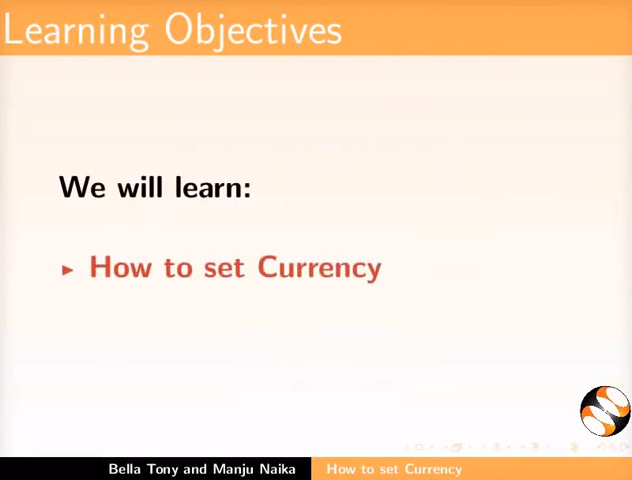 Learning Objectives
We will learn:
How to set Currency
Bella Tony and Manju Naika
How to set Currency